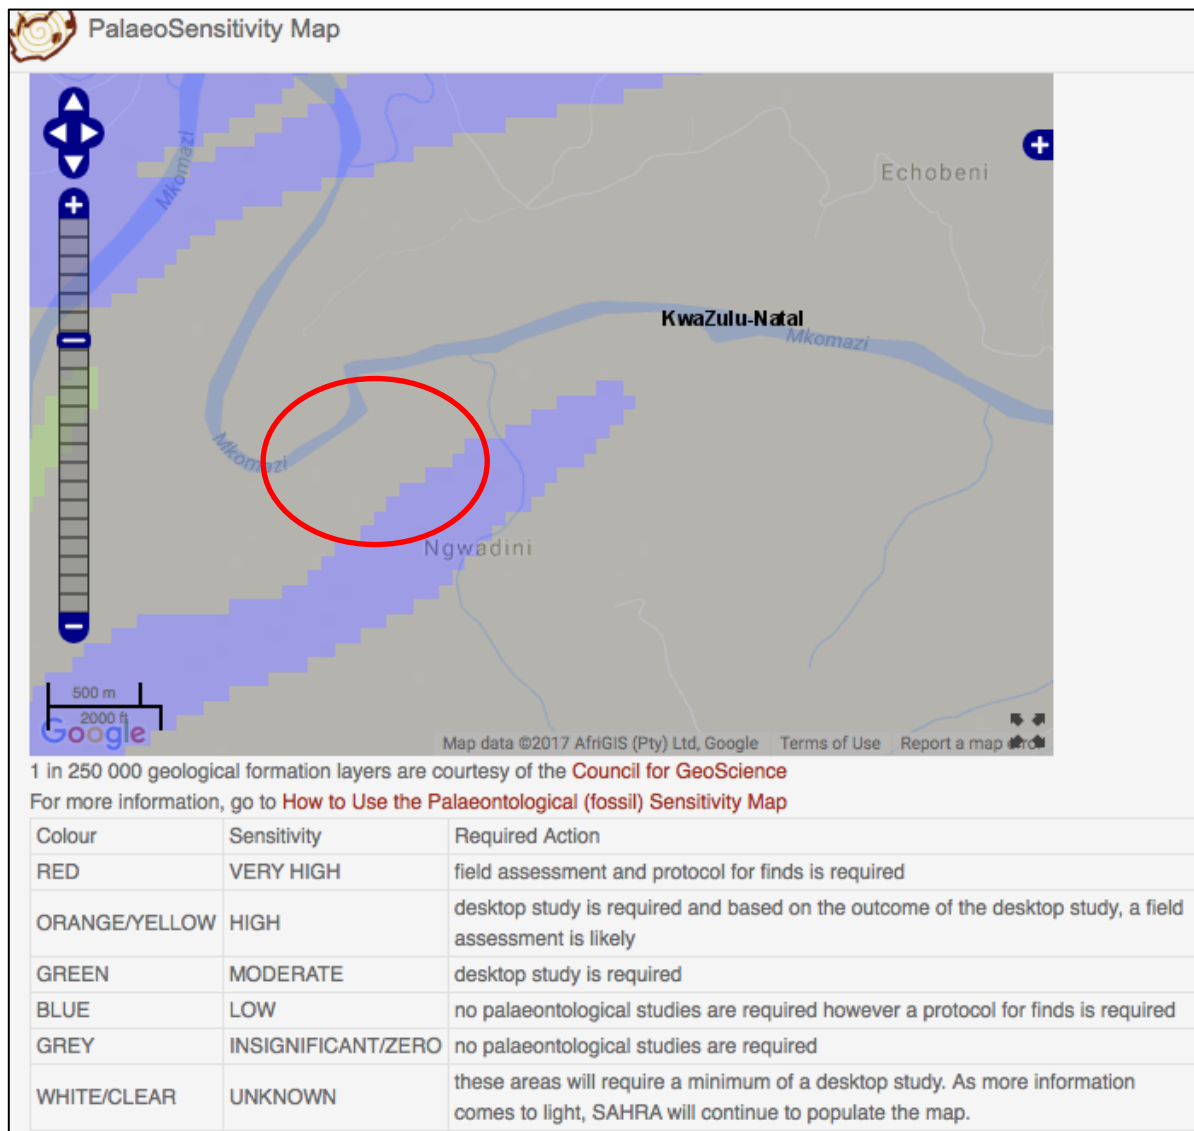 PalaeoSensitivity Map
Mkomazi
Echobeni
KwaZulu-Natal
Mkomazi
Mkomazi
Ngwadini
500 m
2000 ft
Google
Map data ©2017 AfriGIS (Pty) Ltd, Google Terms of Use Report a map error
1 in 250 000 geological formation layers are courtesy of the Council for GeoScience
For more information, go to How to Use the Palaeontological (fossil) Sensitivity Map
Colour Sensitivity Required Action
RED VERY HIGH field assessment and protocol for finds is required
ORANGE/YELLOW HIGH desktop study is required and based on the outcome of the desktop study, a field
assessment is likely
GREEN MODERATE desktop study is required
BLUE LOW no palaeontological studies are required however a protocol for finds is required
GREY INSIGNIFICANT/ZERO no palaeontological studies are required
WHITE/CLEAR UNKNOWN these areas will require a minimum of a desktop study. As more information
comes to light, SAHRA will continue to populate the map.